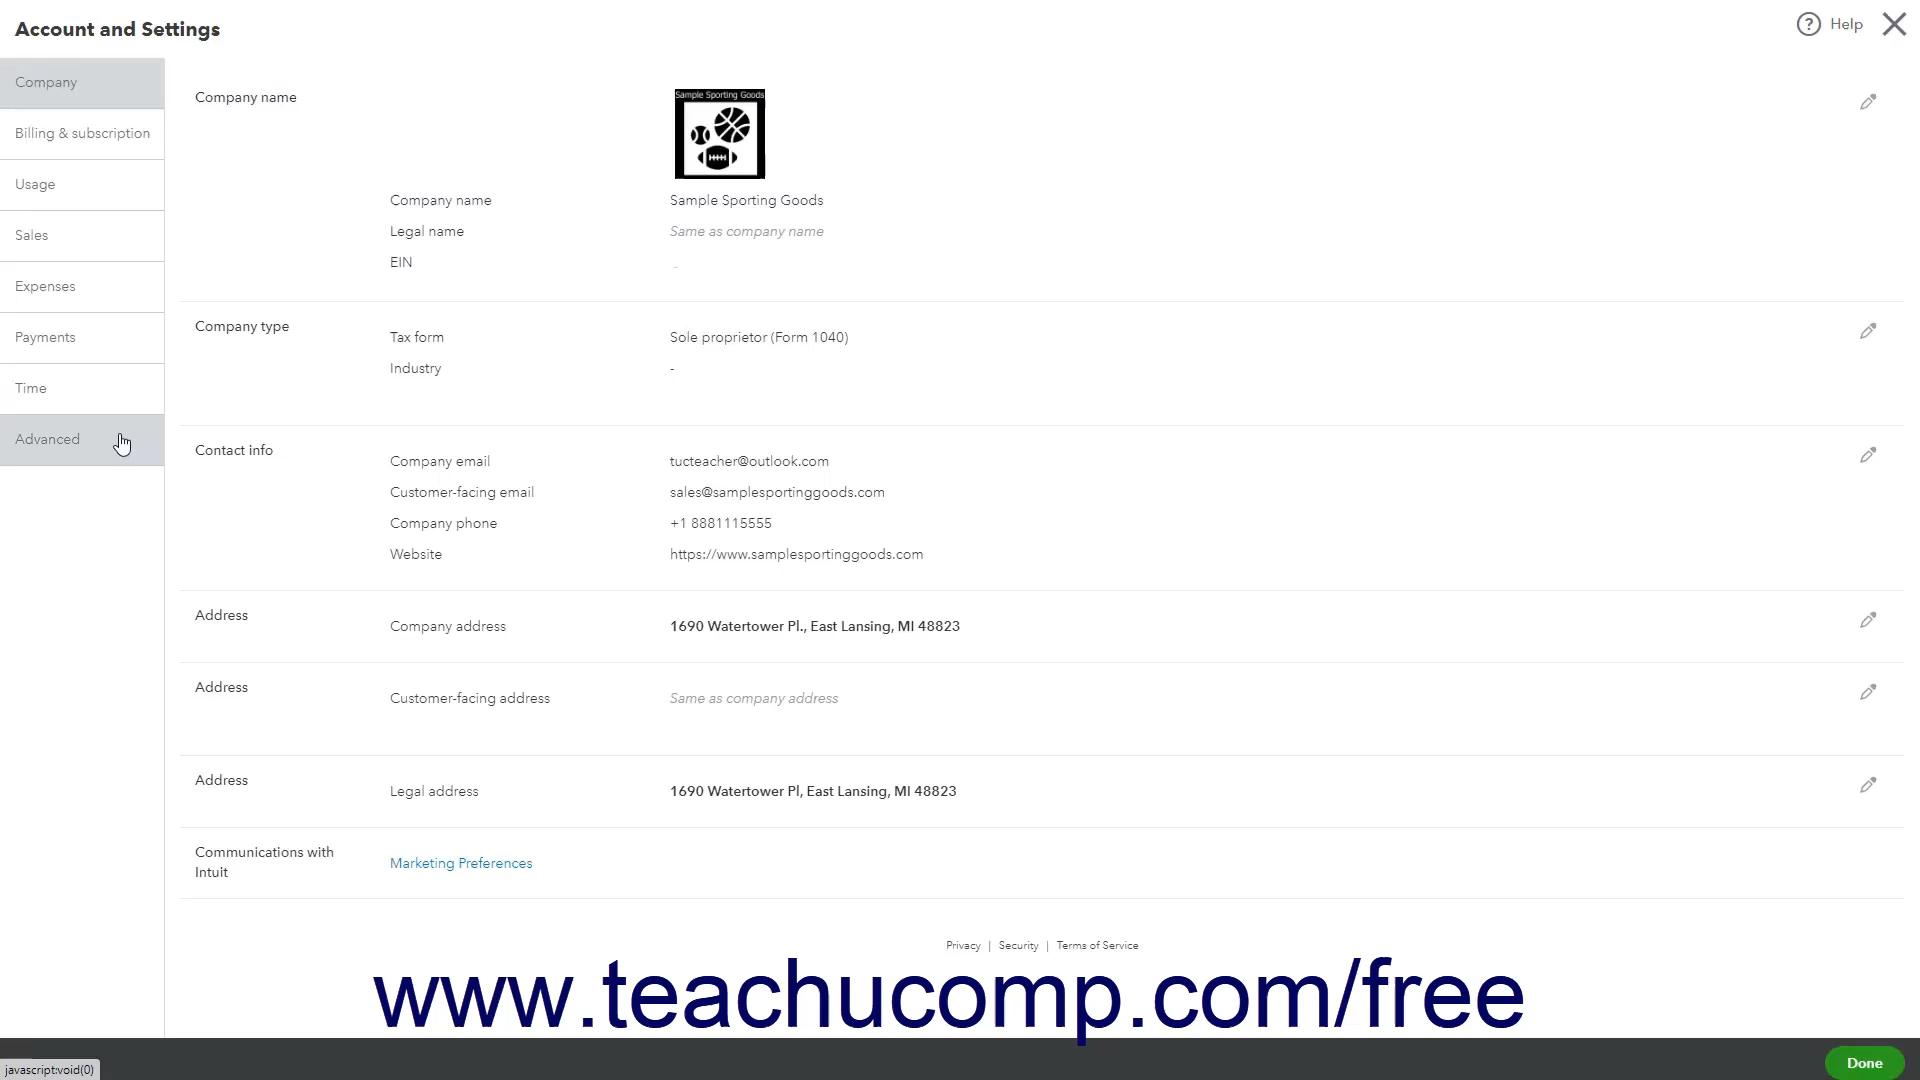 Account and Settings
Help
Company
Billing & subscription
Usage
Sales
Expenses
Payments
Time
Advanced
Company name
Sample Sporting Goods
Company name Sample Sporting Goods
Legal name Same as company name
EIN -
Company type
Tax form Sole proprietor (Form 1040)
Industry -
Contact info
Company email tucteacher@outlook.com
Customer-facing email sales@samplesportinggoods.com
Company phone +1 8881115555
Website https://www.samplesportinggoods.com
Address
Company address 1690 Watertower Pl., East Lansing, MI 48823
Address
Customer-facing address Same as company address
Address
Legal address 1690 Watertower Pl, East Lansing, MI 48823
Communications with
Intuit
Marketing Preferences
Privacy | Security | Terms of Service
www.teachucomp.com/free
javascript:void(0)
Done